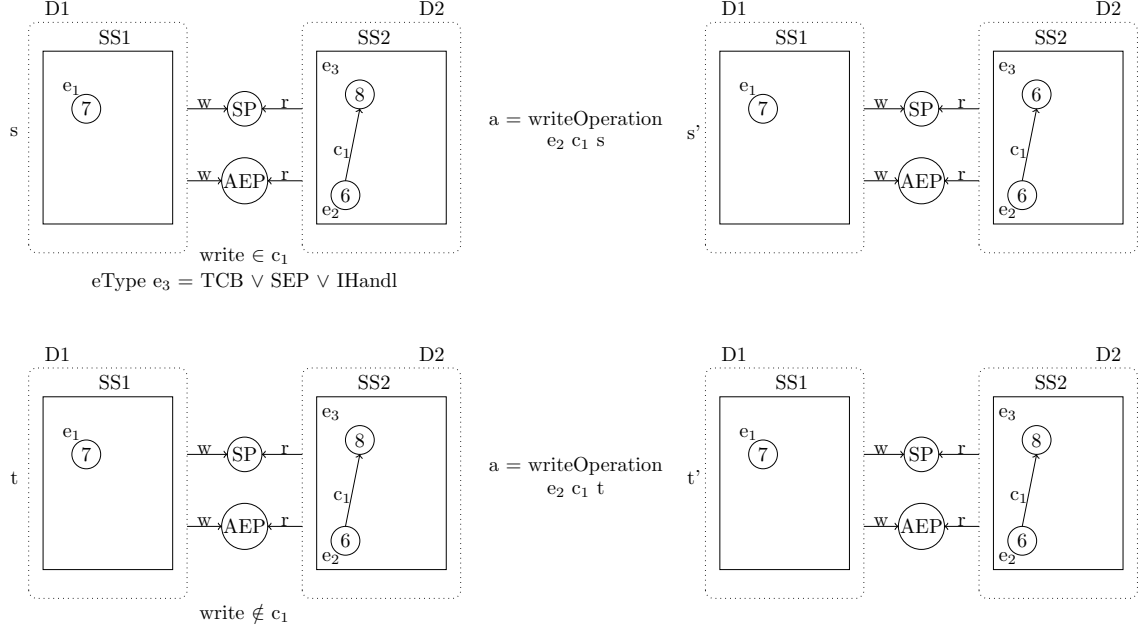 D1 D2 D1 D2
SS1 SS2 SS1 SS2
e3 e3
e1 8 e1 6
7 w SP r a = writeOperation 7 w SP r
s e2 c1 s s'
c1 c1
w AEP r w AEP r
6 6
e2 e2
write ∈ c1
eType e3 = TCB ∨ SEP ∨ IHandl
D1 D2 D1 D2
SS1 SS2 SS1 SS2
e3 e3
e1 8 e1 8
7 w SP r a = writeOperation 7 w SP r
t e2 c1 t t'
c1 c1
w AEP r w AEP r
6 6
e2 e2
write ∉ c1